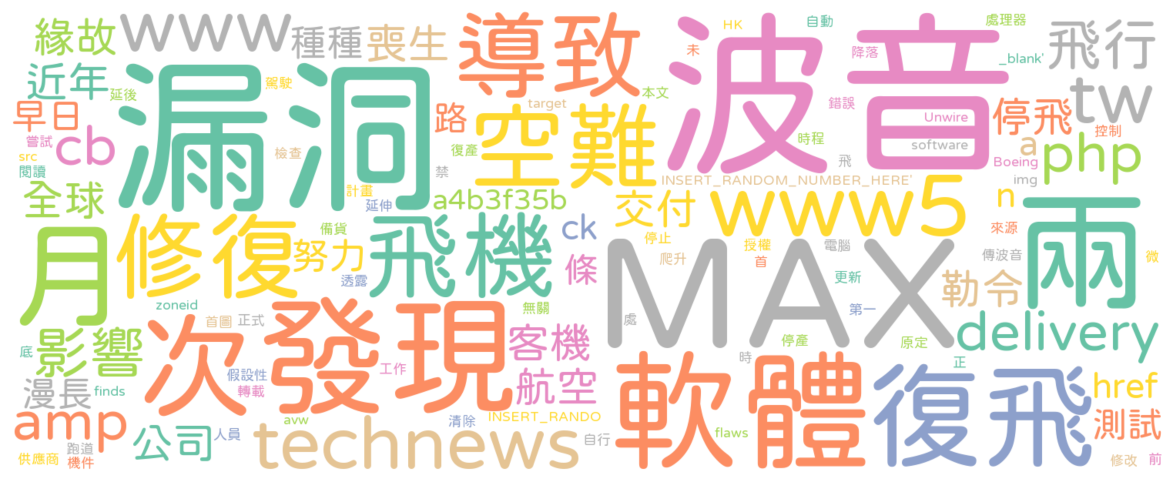 緣故
www
種種
喪生
導致
波音
HK
自動
處理器
未
降落
_blank'
飛行
近年
延後
漏洞
駕駛
target
本文
錯誤
tw
早日
路
空難
Unwire
停飛
嘗試
cb
檢查
復產
時程
software
a
控制
src
閱讀
禁
飛
Boeing
php
計畫
INSERT_RANDOM_NUMBER_HERE'
img
全球
延伸
a4b3f35b
交付
www5
n
來源
月
修復
努力
備貨
飛機
ck
停止
授權
電腦
傳波音
兩
微
透露
條
爬升
首
MAX
更新
勒令
zoneid
無關
第一
影響
底
次
首圖
正式
發現
客機
處
停產
原定
delivery
時
正
漫長
finds
假設性
轉載
工作
航空
軟體
復飛
href
amp
avw
清除
INSERT_RANDO
flaws
測試
公司
人員
technews
自行
供應商
跑道
機件
修改
前